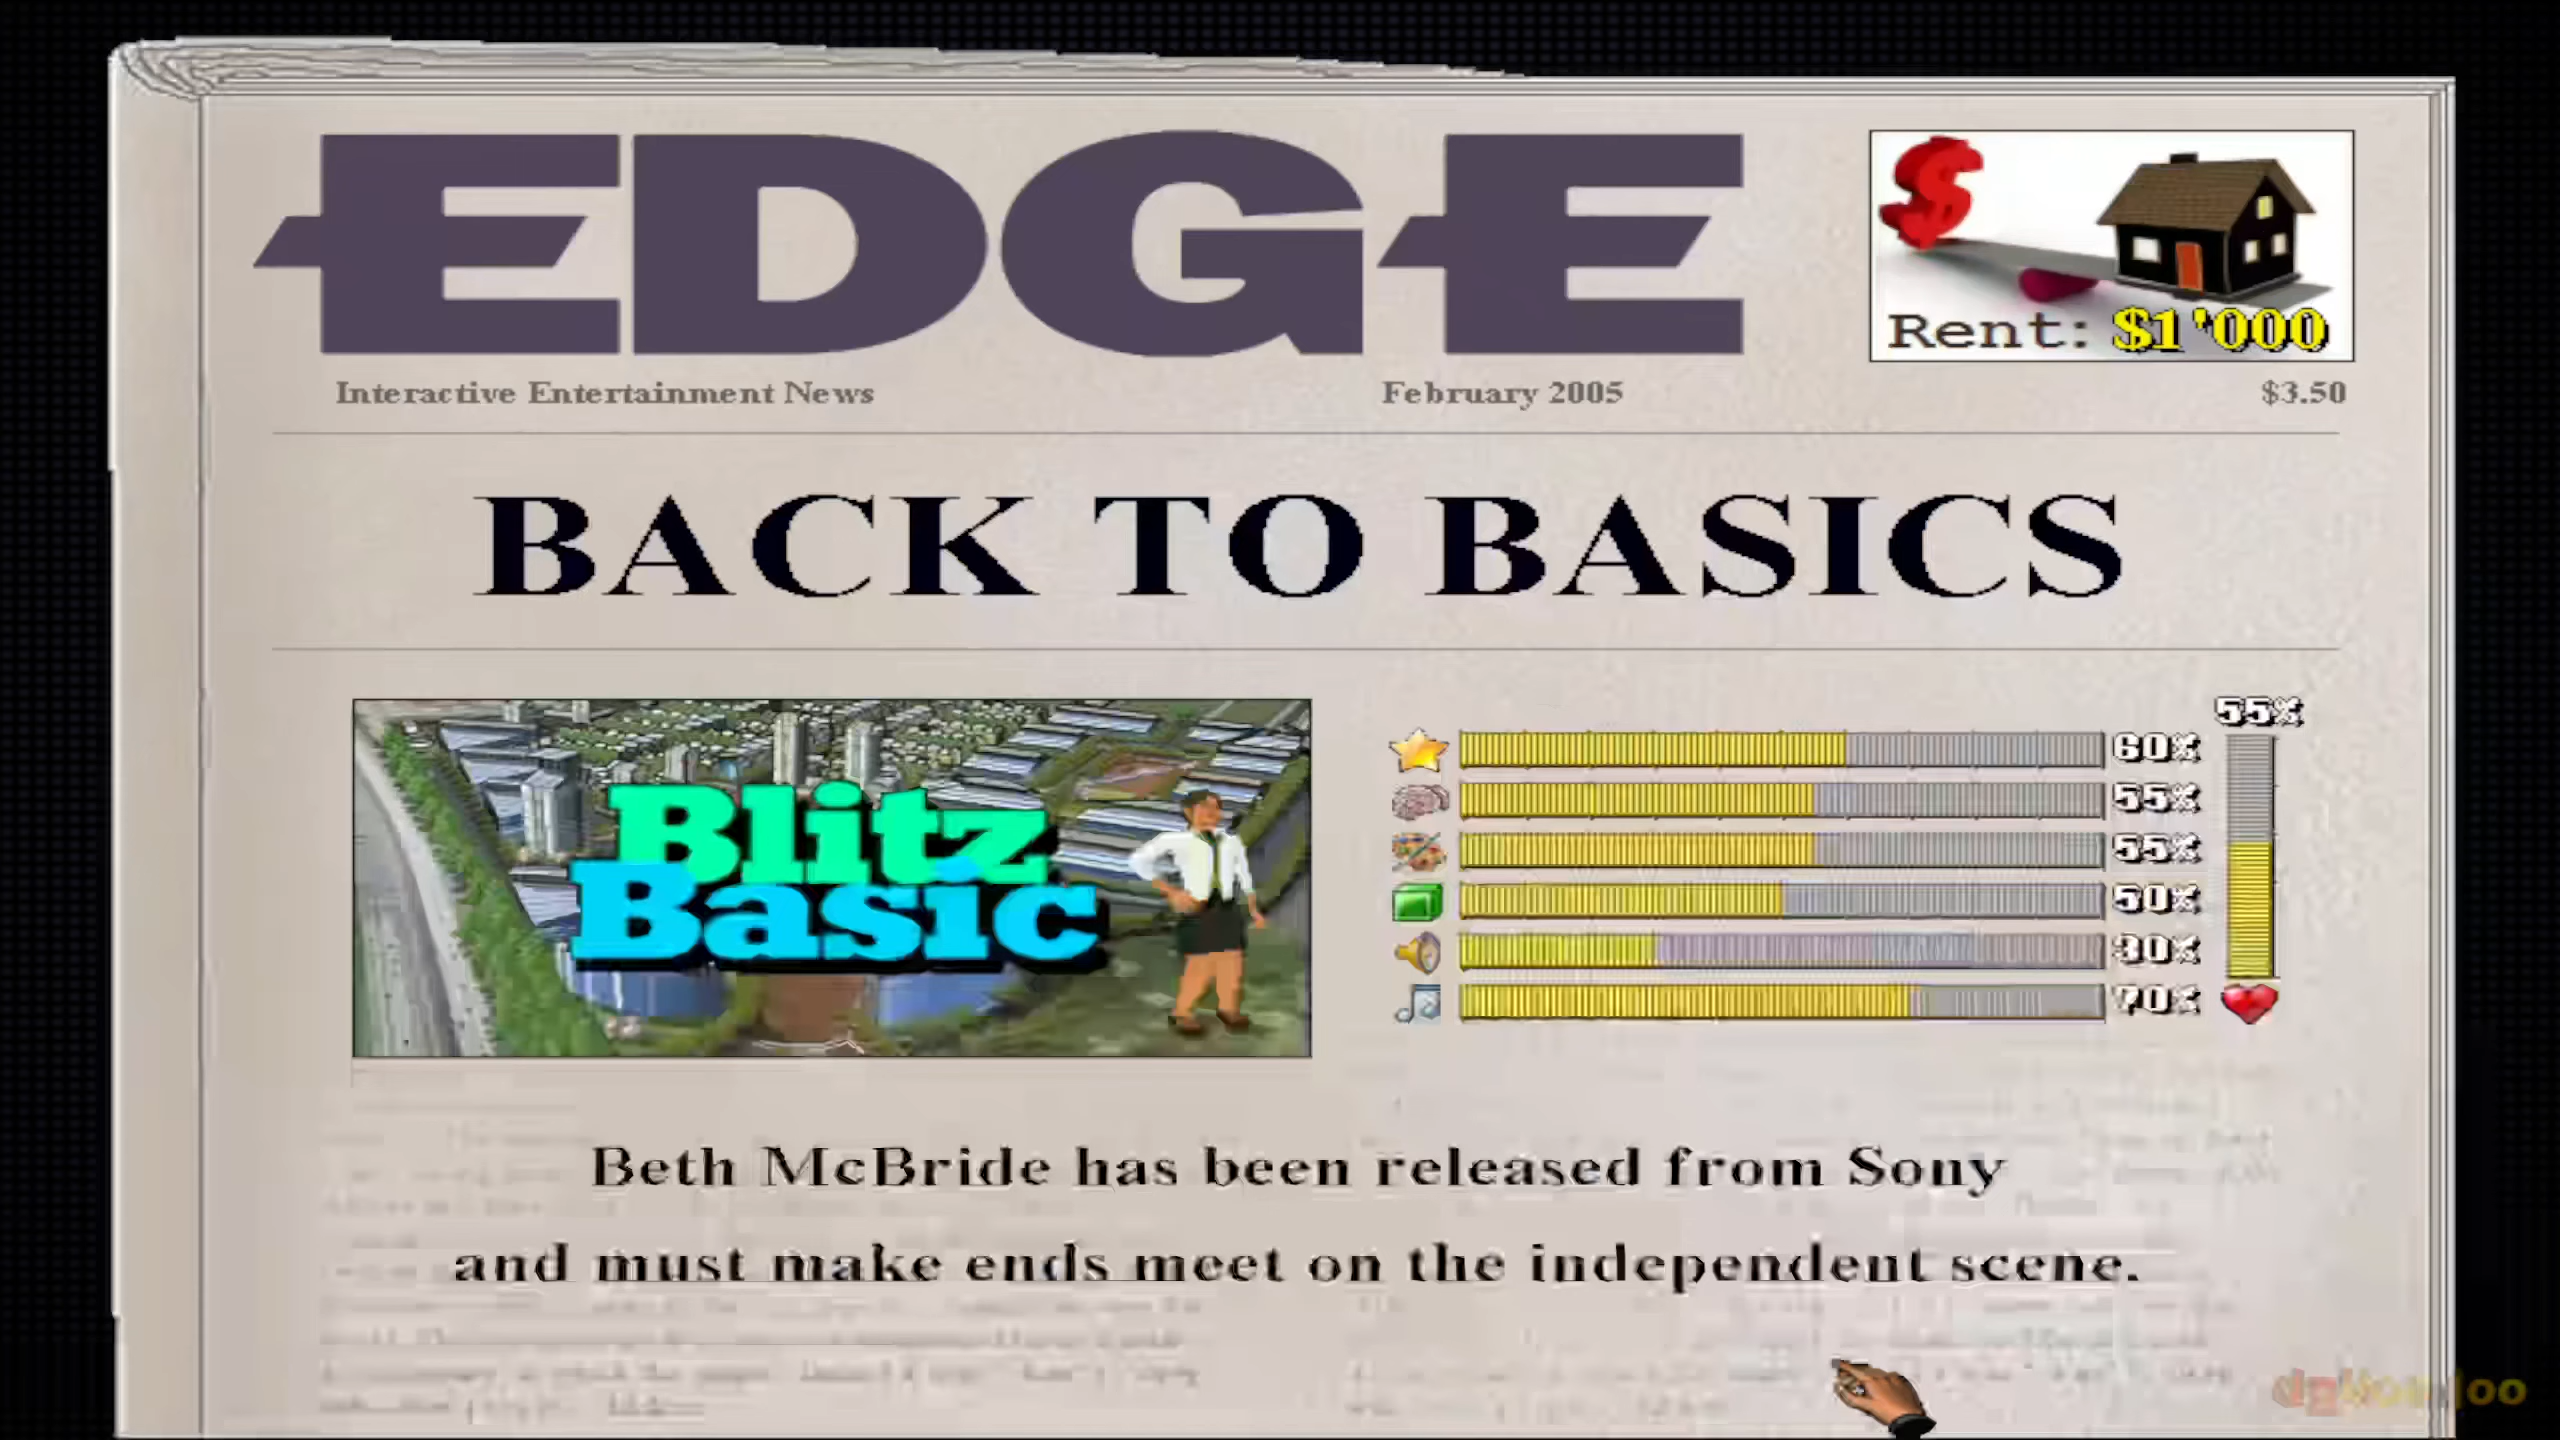 EDGE
Rent: $1'000
Interactive Entertainment News
February 2005
$3.50
BACK TO BASICS
Blitz
Basic
55%
60%
55%
55%
50%
30%
70%
Beth McBride has been released from Sony
and must make ends meet on the independent scene.